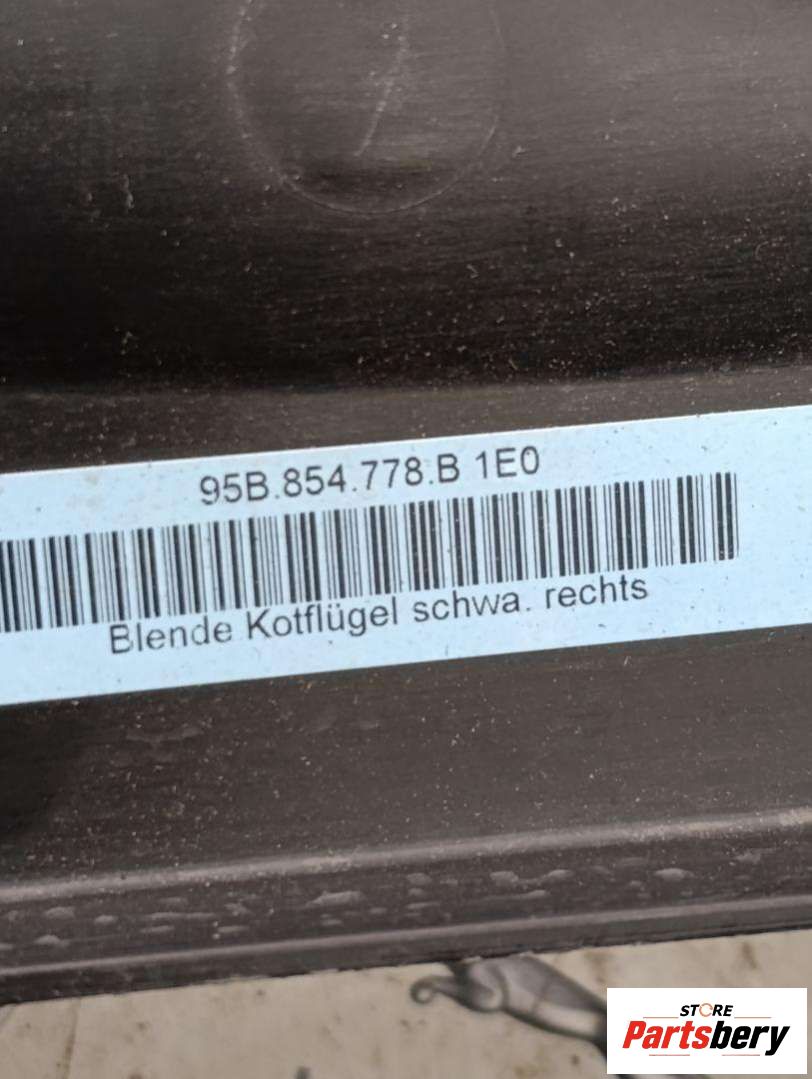 95B.854.778.B 1E0
Blende Kotflügel schwa. rechts
STORE
Partsbery